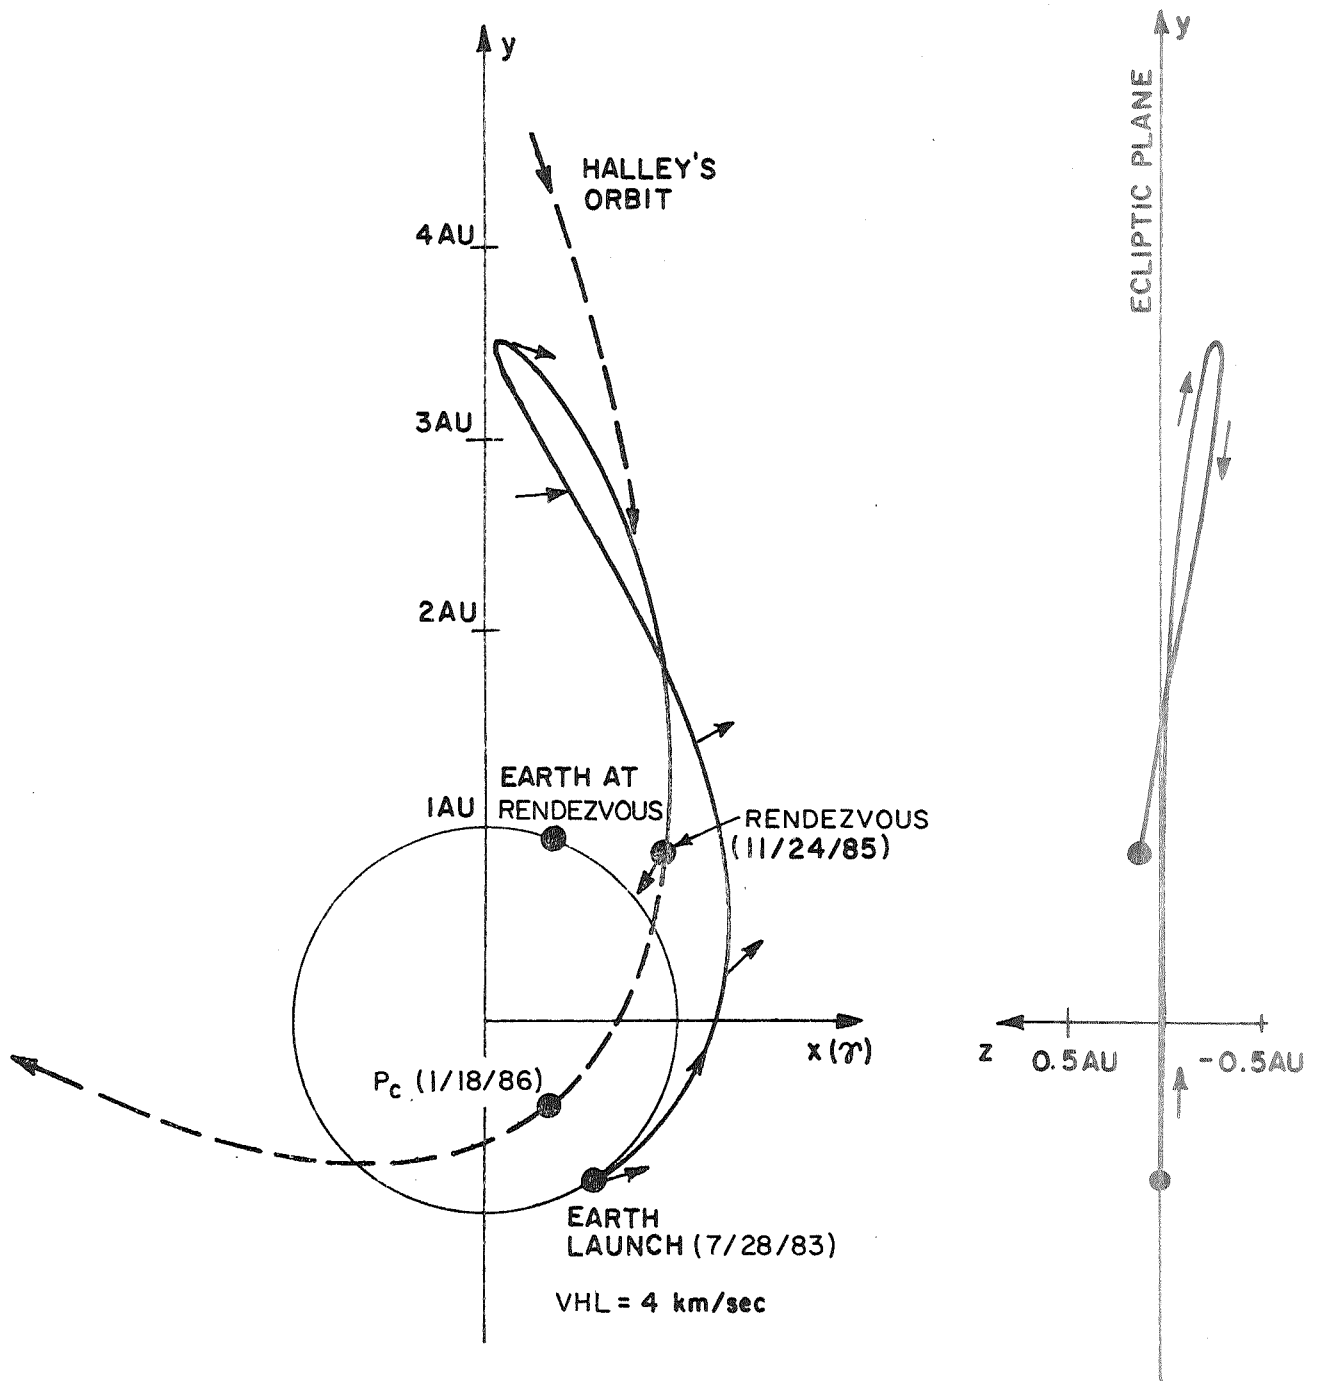 y
HALLEY'S
ORBIT
4AU
3AU
2AU
EARTH AT
1AU
RENDEZVOUS
RENDEZVOUS
(11/24/85)
x (♈)
Pc (1/18/86)
EARTH
LAUNCH (7/28/83)
VHL = 4 km/sec
y
ECLIPTIC PLANE
z
0.5AU
-0.5AU